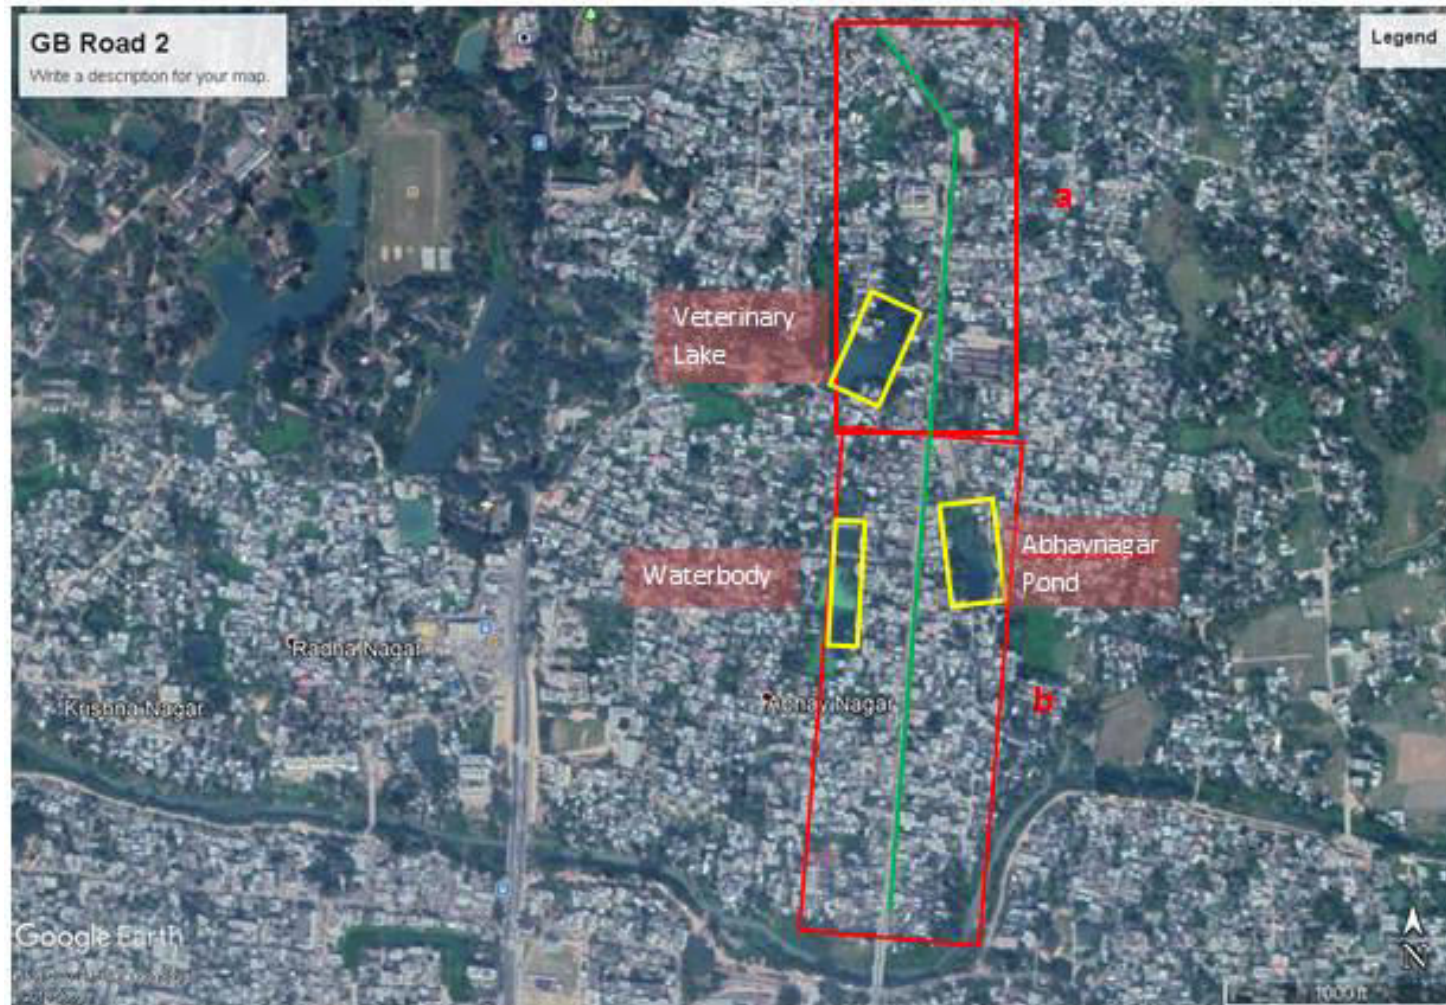 GB Road 2
Write a description for your map.
Legend
a
Veterinary
Lake
Abhavnagar
Pond
Waterbody
Radha Nagar
Krishna Nagar
Abhay Nagar
b
Google Earth
N
1000 ft